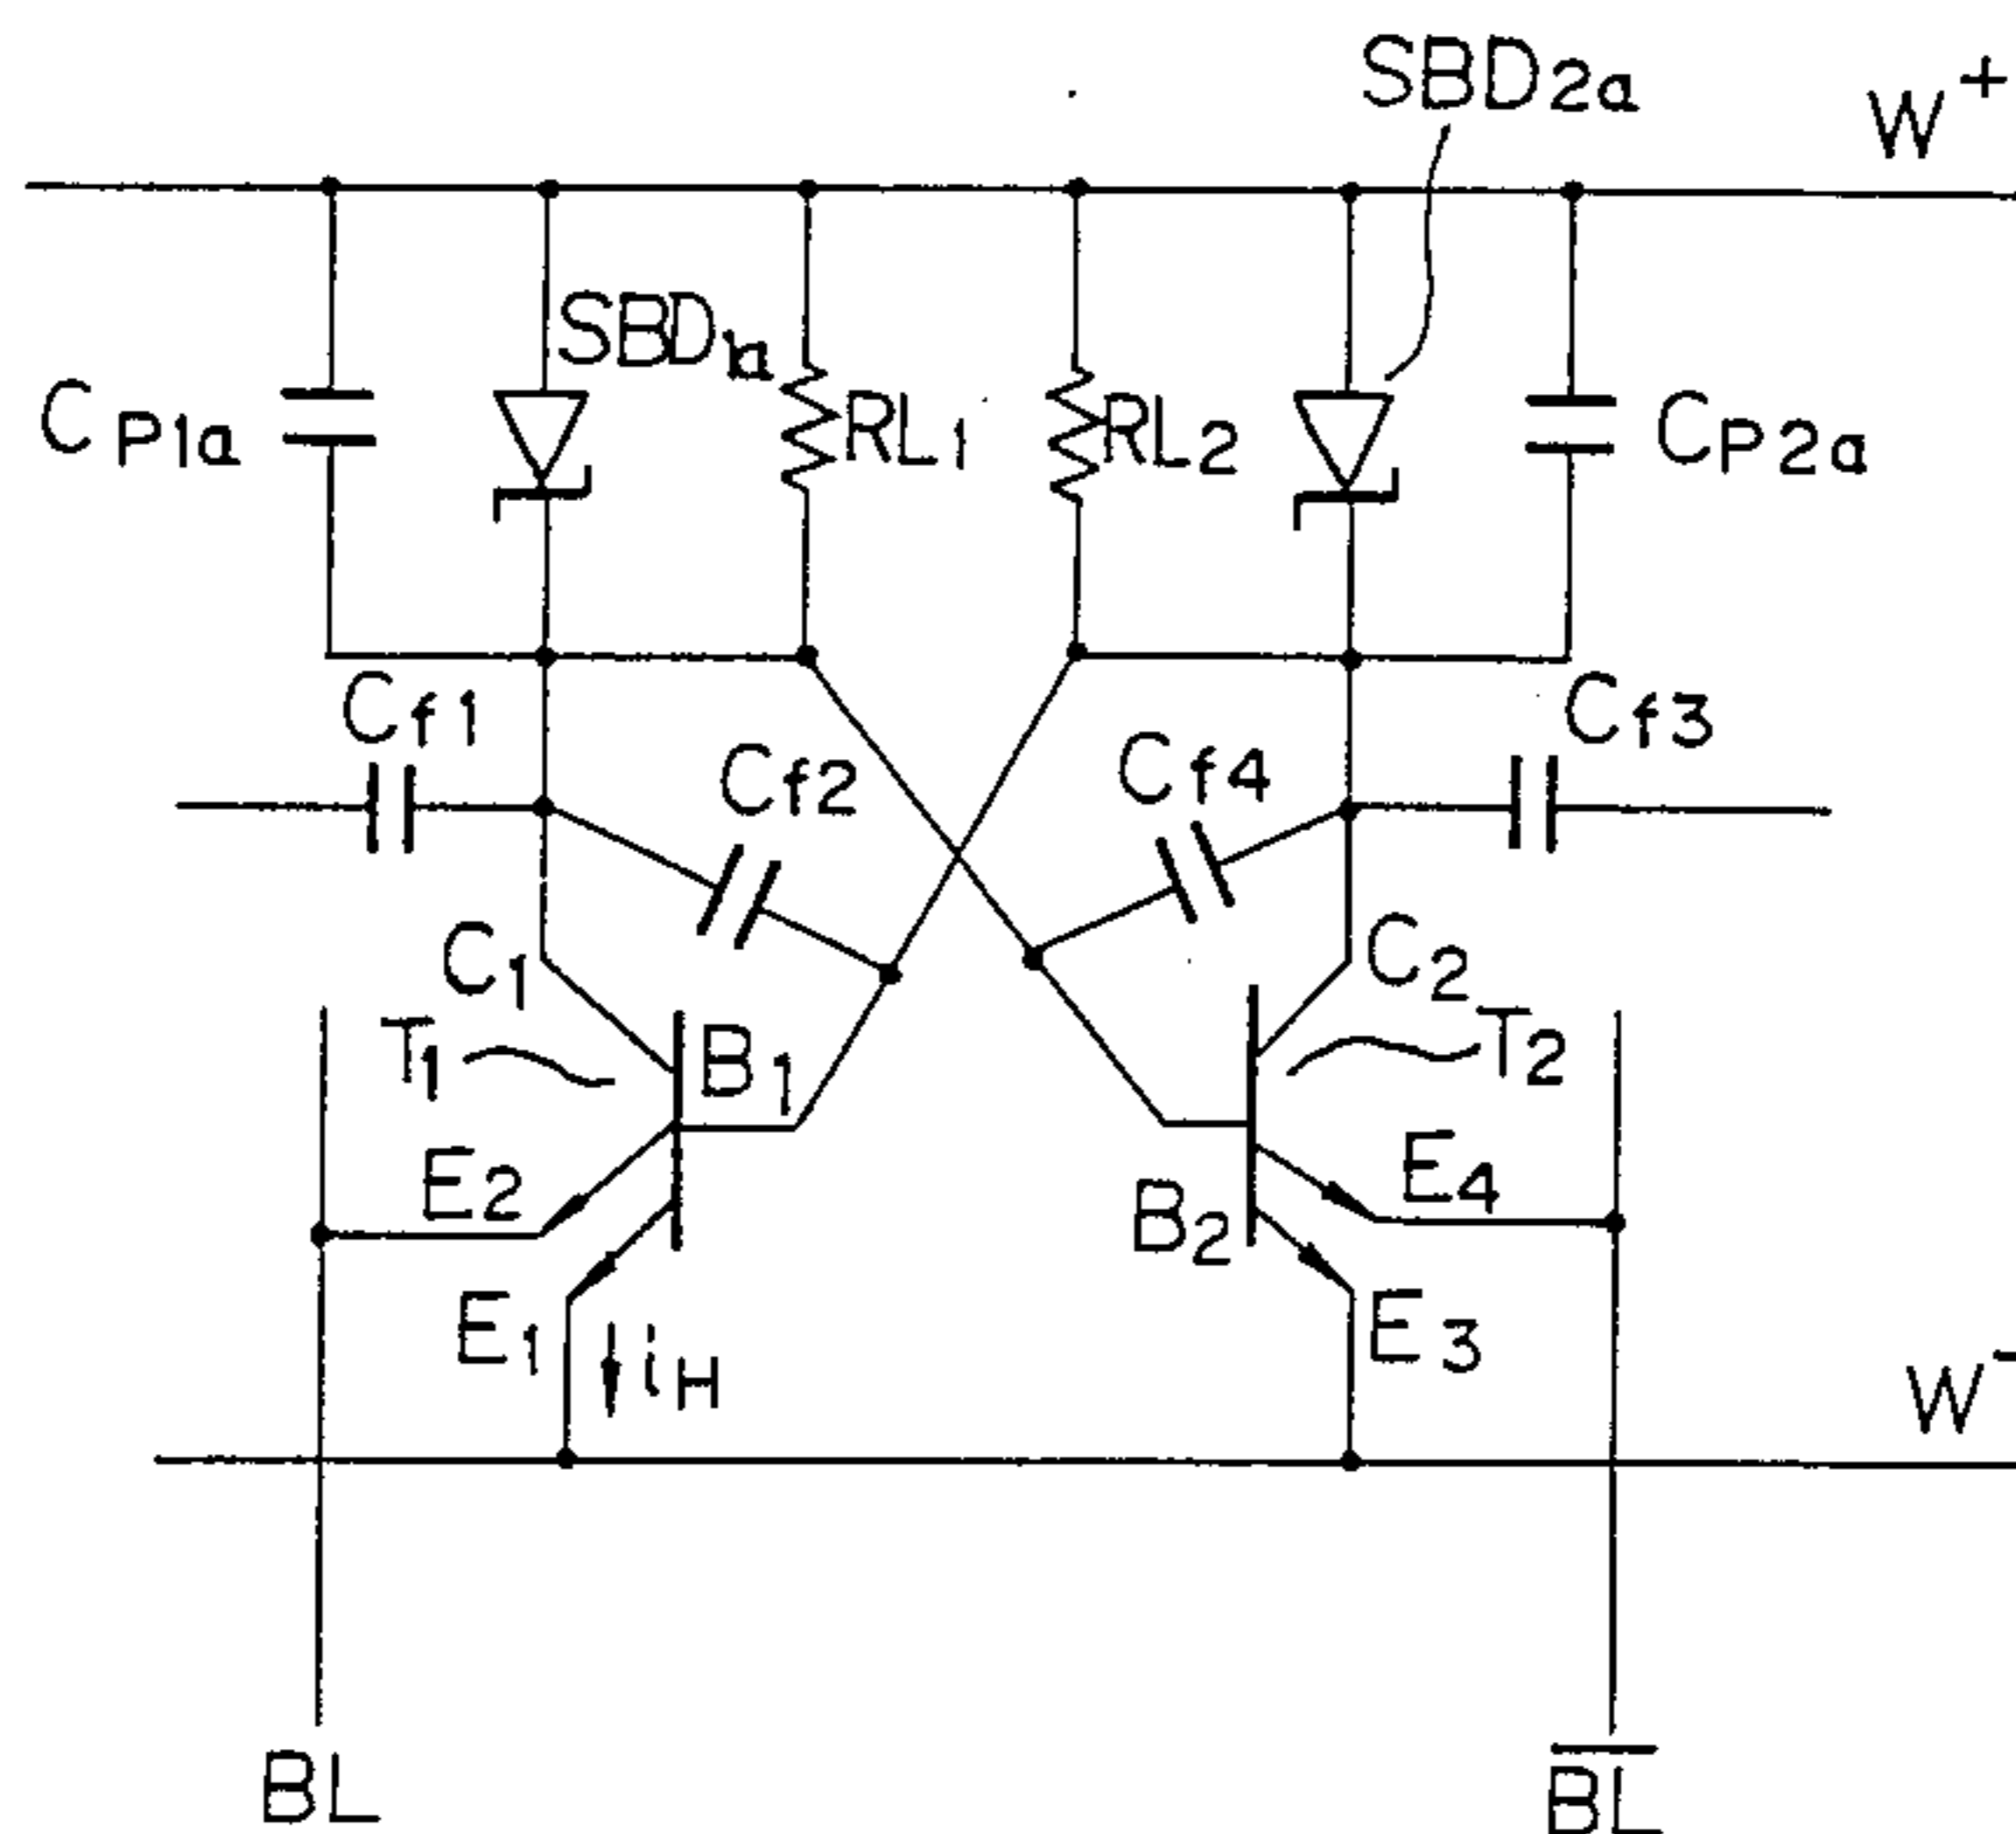 SBD2a
W+
SBD1a
CP1a
RL1
RL2
CP2a
Cf1
Cf2
Cf4
Cf3
C1
C2
T1
B1
T2
E2
E4
B2
E1
iH
E3
W-
BL
B̅L̅